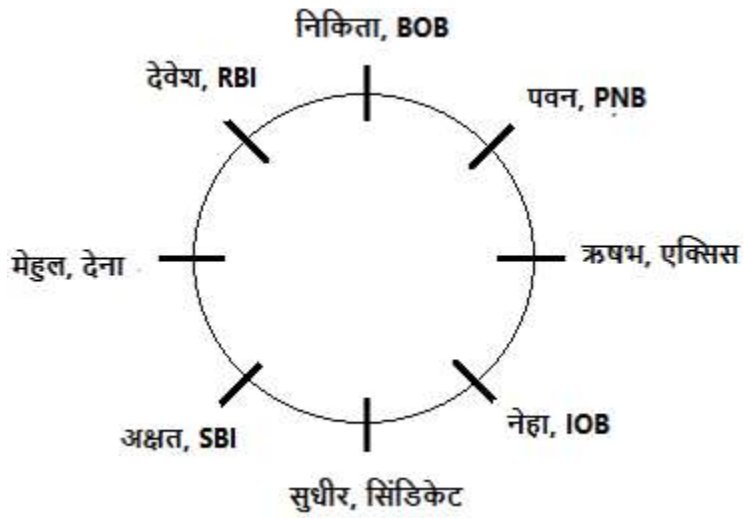 निकिता, BOB
देवेश, RBI
पवन, PNB
मेहुल, देना
ऋषभ, एक्सिस
अक्षत, SBI
नेहा, IOB
सुधीर, सिंडिकेट